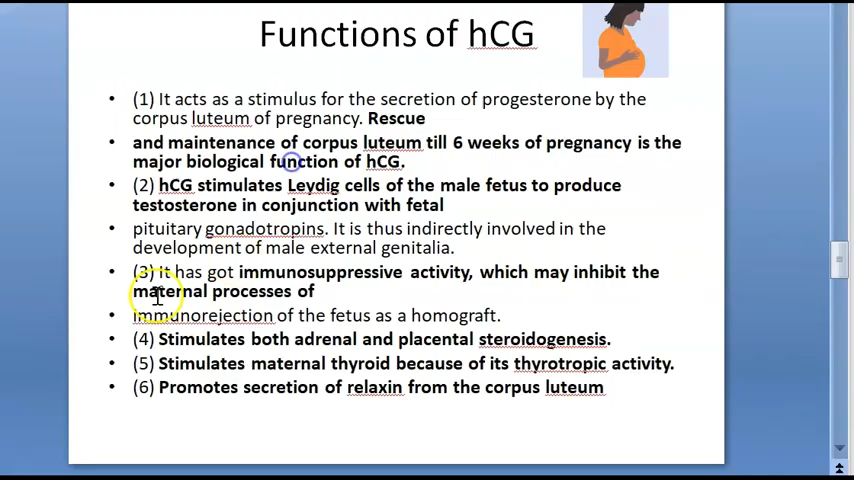 Functions of hCG
• (1) It acts as a stimulus for the secretion of progesterone by the
corpus luteum of pregnancy. Rescue
• and maintenance of corpus luteum till 6 weeks of pregnancy is the
major biological function of hCG.
• (2) hCG stimulates Leydig cells of the male fetus to produce
testosterone in conjunction with fetal
• pituitary gonadotropins. It is thus indirectly involved in the
development of male external genitalia.
• (3) It has got immunosuppressive activity, which may inhibit the
maternal processes of
• immunorejection of the fetus as a homograft.
• (4) Stimulates both adrenal and placental steroidogenesis.
• (5) Stimulates maternal thyroid because of its thyrotropic activity.
• (6) Promotes secretion of relaxin from the corpus luteum